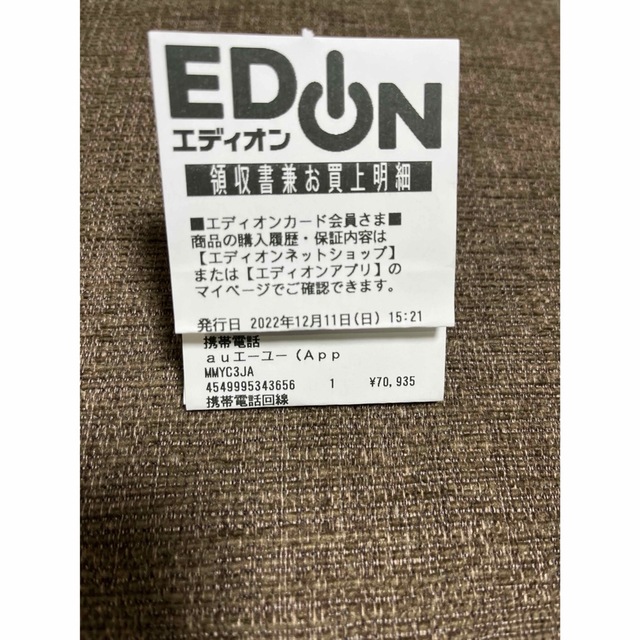 EDION
エディオン
領収書兼お買上明細
■エディオンカード会員さま■
商品の購入履歴・保証内容は
【エディオンネットショップ】
または【エディオンアプリ】の
マイページでご確認できます。
発行日 2022年12月11日(日) 15:21
携帯電話
auエーユー(App
MMYC3JA
4549995343656 1 ¥70,935
携帯電話回線